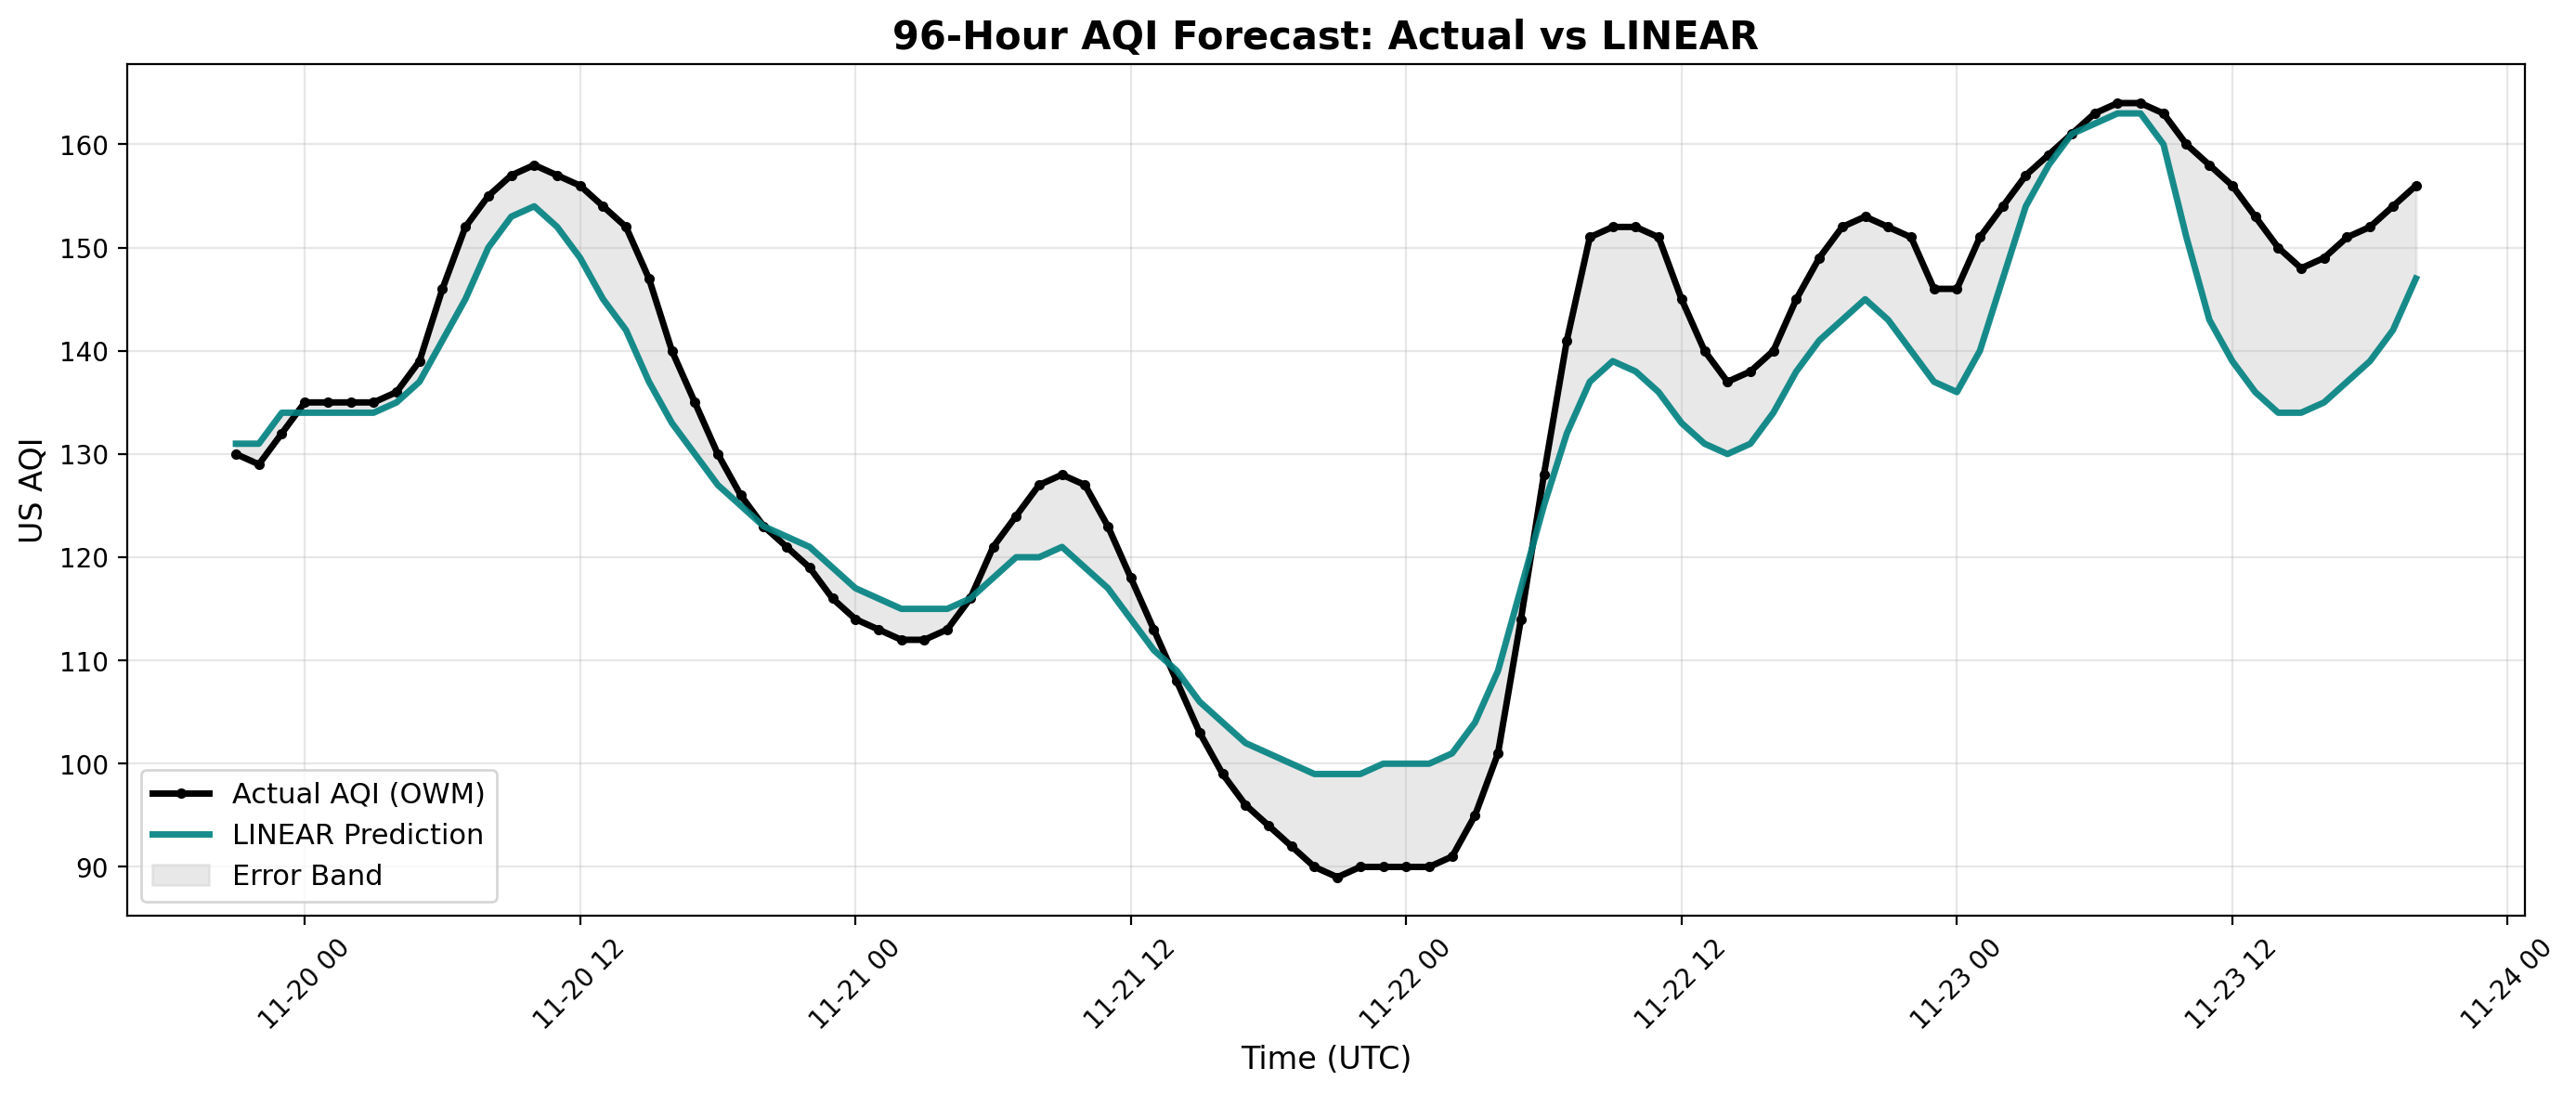 96-Hour AQI Forecast: Actual vs LINEAR
US AQI
160
150
140
130
120
110
100
90
Actual AQI (OWM)
LINEAR Prediction
Error Band
11-20 00
11-20 12
11-21 00
11-21 12
11-22 00
11-22 12
11-23 00
11-23 12
11-24 00
Time (UTC)